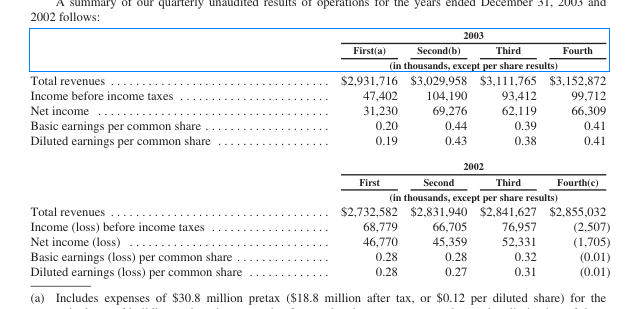 A summary of our quarterly unaudited results of operations for the years ended December 31, 2003 and
2002 follows:
2003
First(a) Second(b) Third Fourth
(in thousands, except per share results)
Total revenues . . . . . . . . . . . . . . . . . . . . . . . . . . . . . . . . . . . $2,931,716 $3,029,958 $3,111,765 $3,152,872
Income before income taxes . . . . . . . . . . . . . . . . . . . . . . . . 47,402 104,190 93,412 99,712
Net income . . . . . . . . . . . . . . . . . . . . . . . . . . . . . . . . . . . . . 31,230 69,276 62,119 66,309
Basic earnings per common share . . . . . . . . . . . . . . . . . . . . 0.20 0.44 0.39 0.41
Diluted earnings per common share . . . . . . . . . . . . . . . . . . 0.19 0.43 0.38 0.41
2002
First Second Third Fourth(c)
(in thousands, except per share results)
Total revenues . . . . . . . . . . . . . . . . . . . . . . . . . . . . . . . . . . . $2,732,582 $2,831,940 $2,841,627 $2,855,032
Income (loss) before income taxes . . . . . . . . . . . . . . . . . . . 68,779 66,705 76,957 (2,507)
Net income (loss) . . . . . . . . . . . . . . . . . . . . . . . . . . . . . . . . 46,770 45,359 52,331 (1,705)
Basic earnings (loss) per common share . . . . . . . . . . . . . . . 0.28 0.28 0.32 (0.01)
Diluted earnings (loss) per common share . . . . . . . . . . . . . 0.28 0.27 0.31 (0.01)
(a) Includes expenses of $30.8 million pretax ($18.8 million after tax, or $0.12 per diluted share) for the